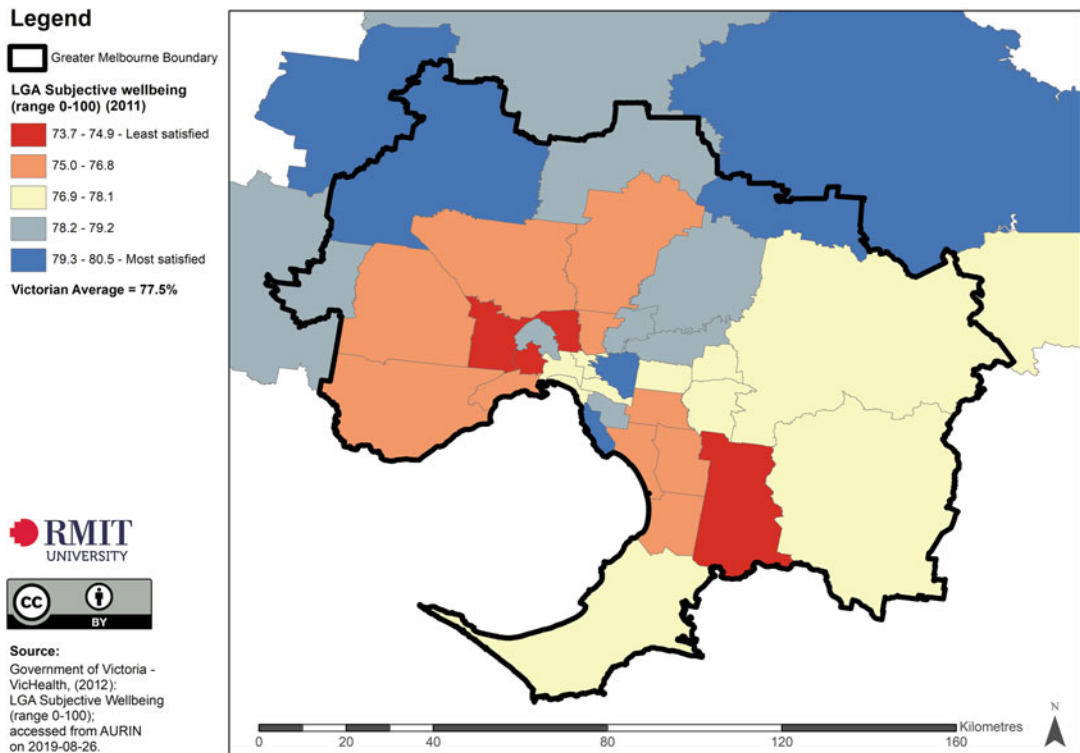 Legend
Greater Melbourne Boundary
LGA Subjective wellbeing
(range 0-100) (2011)
73.7 - 74.9 - Least satisfied
75.0 - 76.8
76.9 - 78.1
78.2 - 79.2
79.3 - 80.5 - Most satisfied
Victorian Average = 77.5%
RMIT
UNIVERSITY
cc
BY
Source:
Government of Victoria -
VicHealth, (2012):
LGA Subjective Wellbeing
(range 0-100);
accessed from AURIN
on 2019-08-26.
Kilometres
0 20 40 80 120 160
N